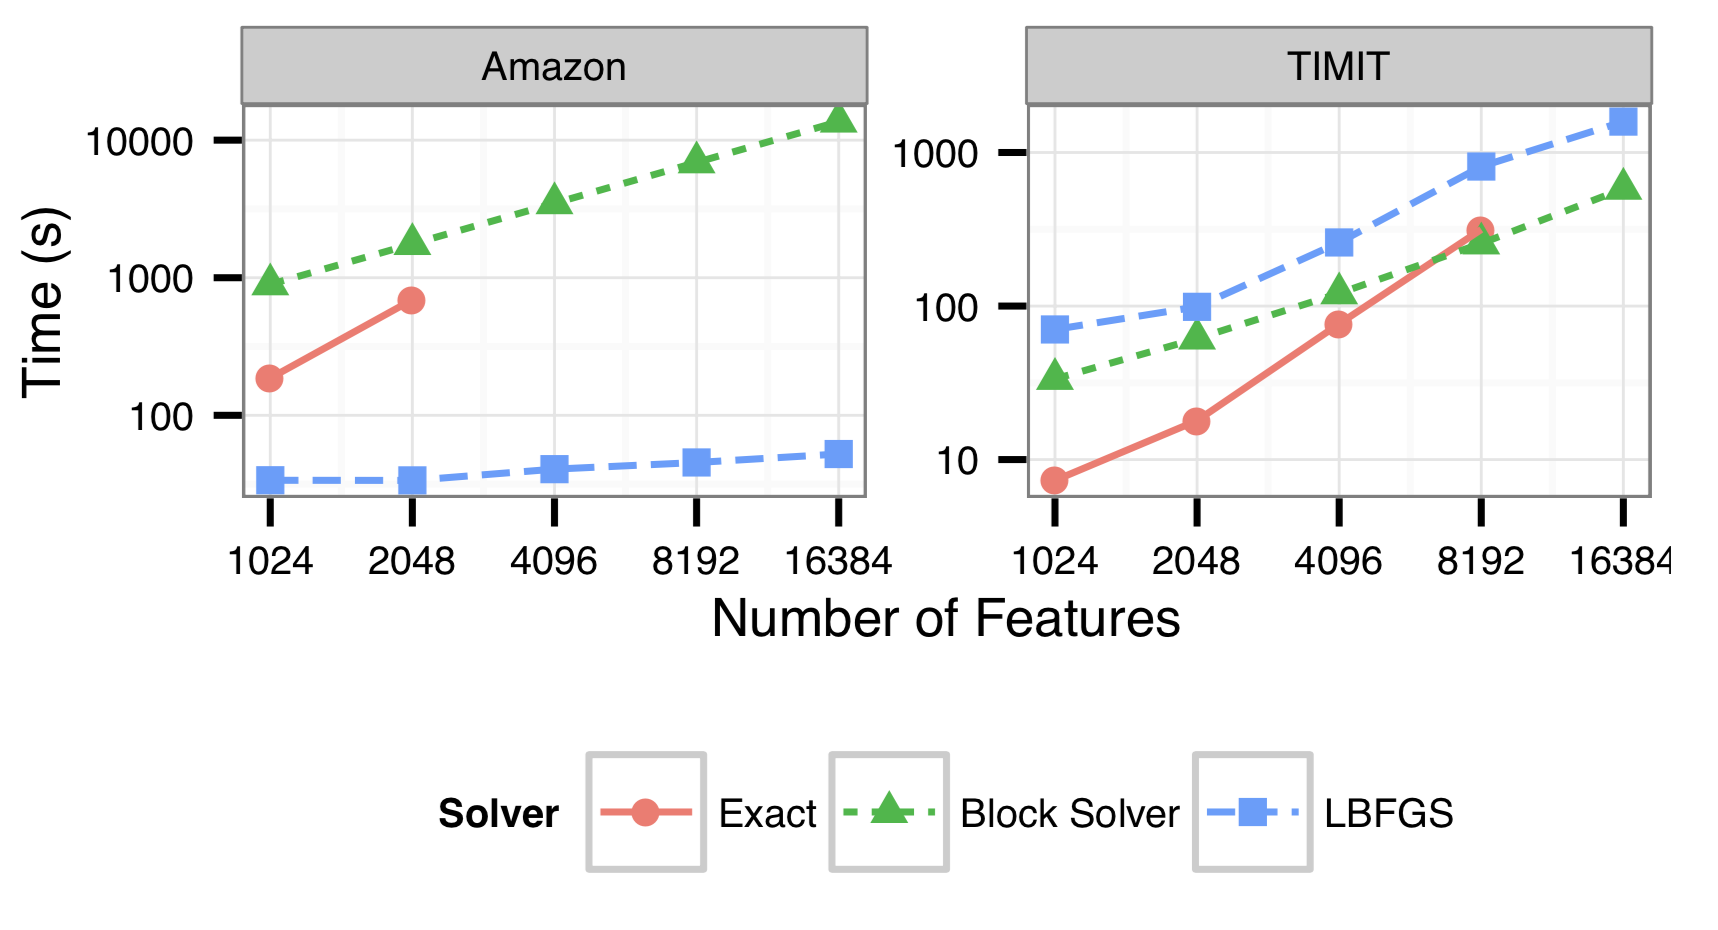 Amazon
TIMIT
Time (s)
10000
1000
100
1000
100
10
1024 2048 4096 8192 16384
1024 2048 4096 8192 16384
Number of Features
Solver Exact Block Solver LBFGS